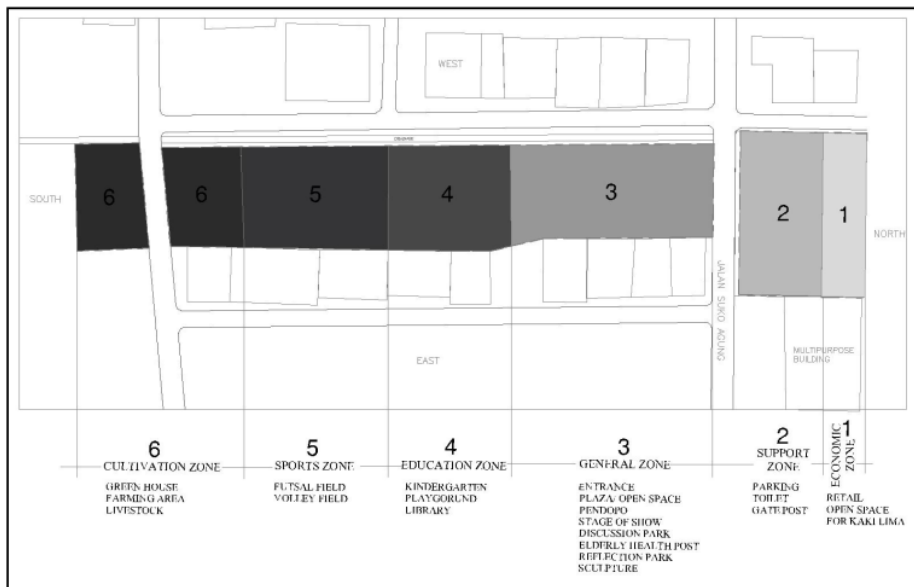 WEST
SOUTH
6
6
5
4
3
2
1
NORTH
JALAN SUKO AGUNG
EAST
MULTIPURPOSE
BUILDING
6
CULTIVATION ZONE
GREEN HOUSE
FARMING AREA
LIVESTOCK
5
SPORTS ZONE
FUTSAL FIELD
VOLLEY FIELD
4
EDUCATION ZONE
KINDERGARTEN
PLAYGORUND
LIBRARY
3
GENERAL ZONE
ENTRANCE
PLAZA/ OPEN SPACE
PENDOPO
STAGE OF SHOW
DISCUSSION PARK
ELDERLY HEALTH POST
REFLECTION PARK
SCULPTURE
2
SUPPORT
ZONE
PARKING
TOILET
GATEPOST
1
ECONOMIC
ZONE
RETAIL
OPEN SPACE
FOR KAKI LIMA